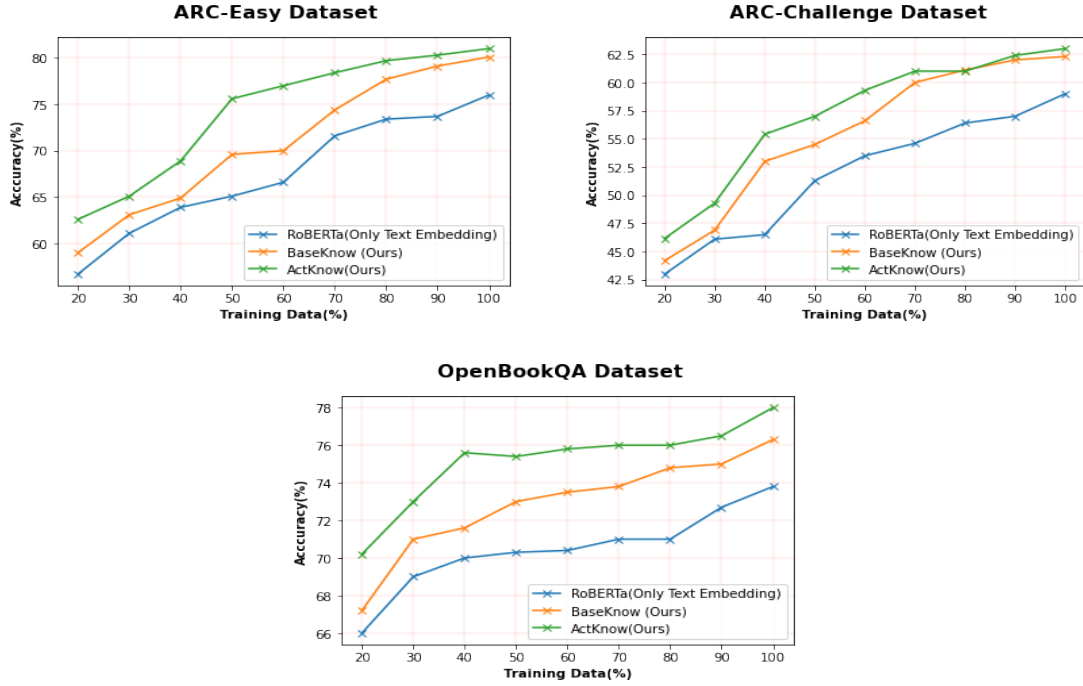 ARC-Easy Dataset
80
75
70
65
60
Acccuracy(%)
RoBERTa(Only Text Embedding)
BaseKnow (Ours)
ActKnow(Ours)
20 30 40 50 60 70 80 90 100
Training Data(%)
ARC-Challenge Dataset
62.5
60.0
57.5
55.0
52.5
50.0
47.5
45.0
42.5
Acccuracy(%)
RoBERTa(Only Text Embedding)
BaseKnow (Ours)
ActKnow(Ours)
20 30 40 50 60 70 80 90 100
Training Data(%)
OpenBookQA Dataset
78
76
74
72
70
68
66
Acccuracy(%)
RoBERTa(Only Text Embedding)
BaseKnow (Ours)
ActKnow(Ours)
20 30 40 50 60 70 80 90 100
Training Data(%)